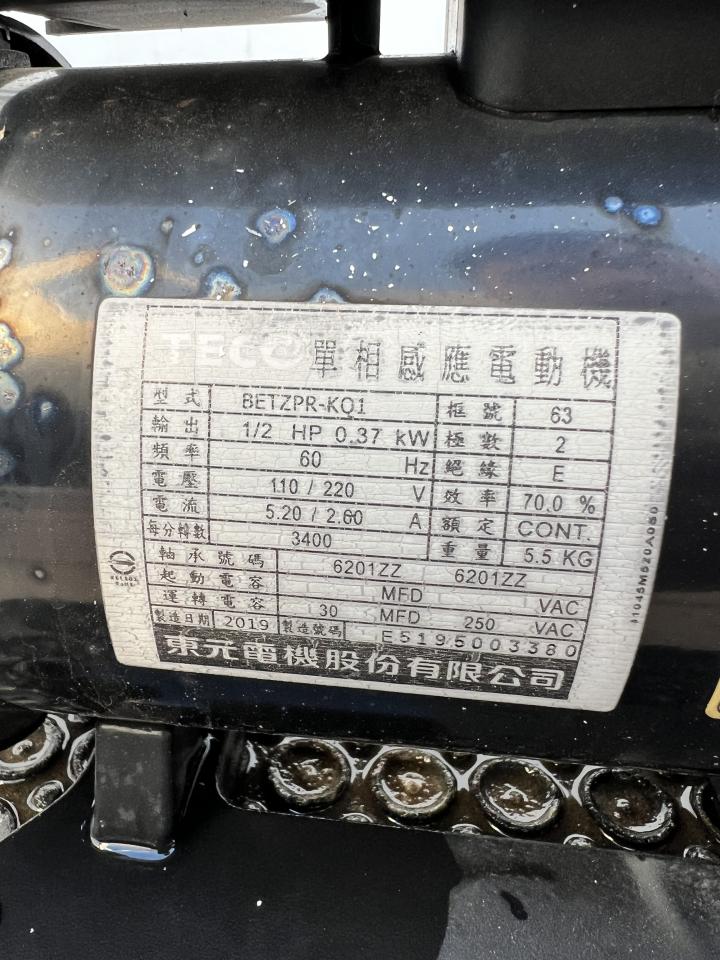 TECO 單相感應電動機
型式 BETZPR-KQ1 框號 63
輸出 1/2 HP 0.37 kW 極數 2
頻率 60 Hz 絕緣 E
電壓 110 / 220 V 效率 70.0 %
電流 5.20 / 2.60 A 額定 CONT.
每分轉數 3400 重量 5.5 KG
軸承號碼 6201ZZ 6201ZZ
起動電容 MFD VAC
運轉電容 30 MFD 250 VAC
製造日期 2019 製造號碼 E5195003380
東元電機股份有限公司